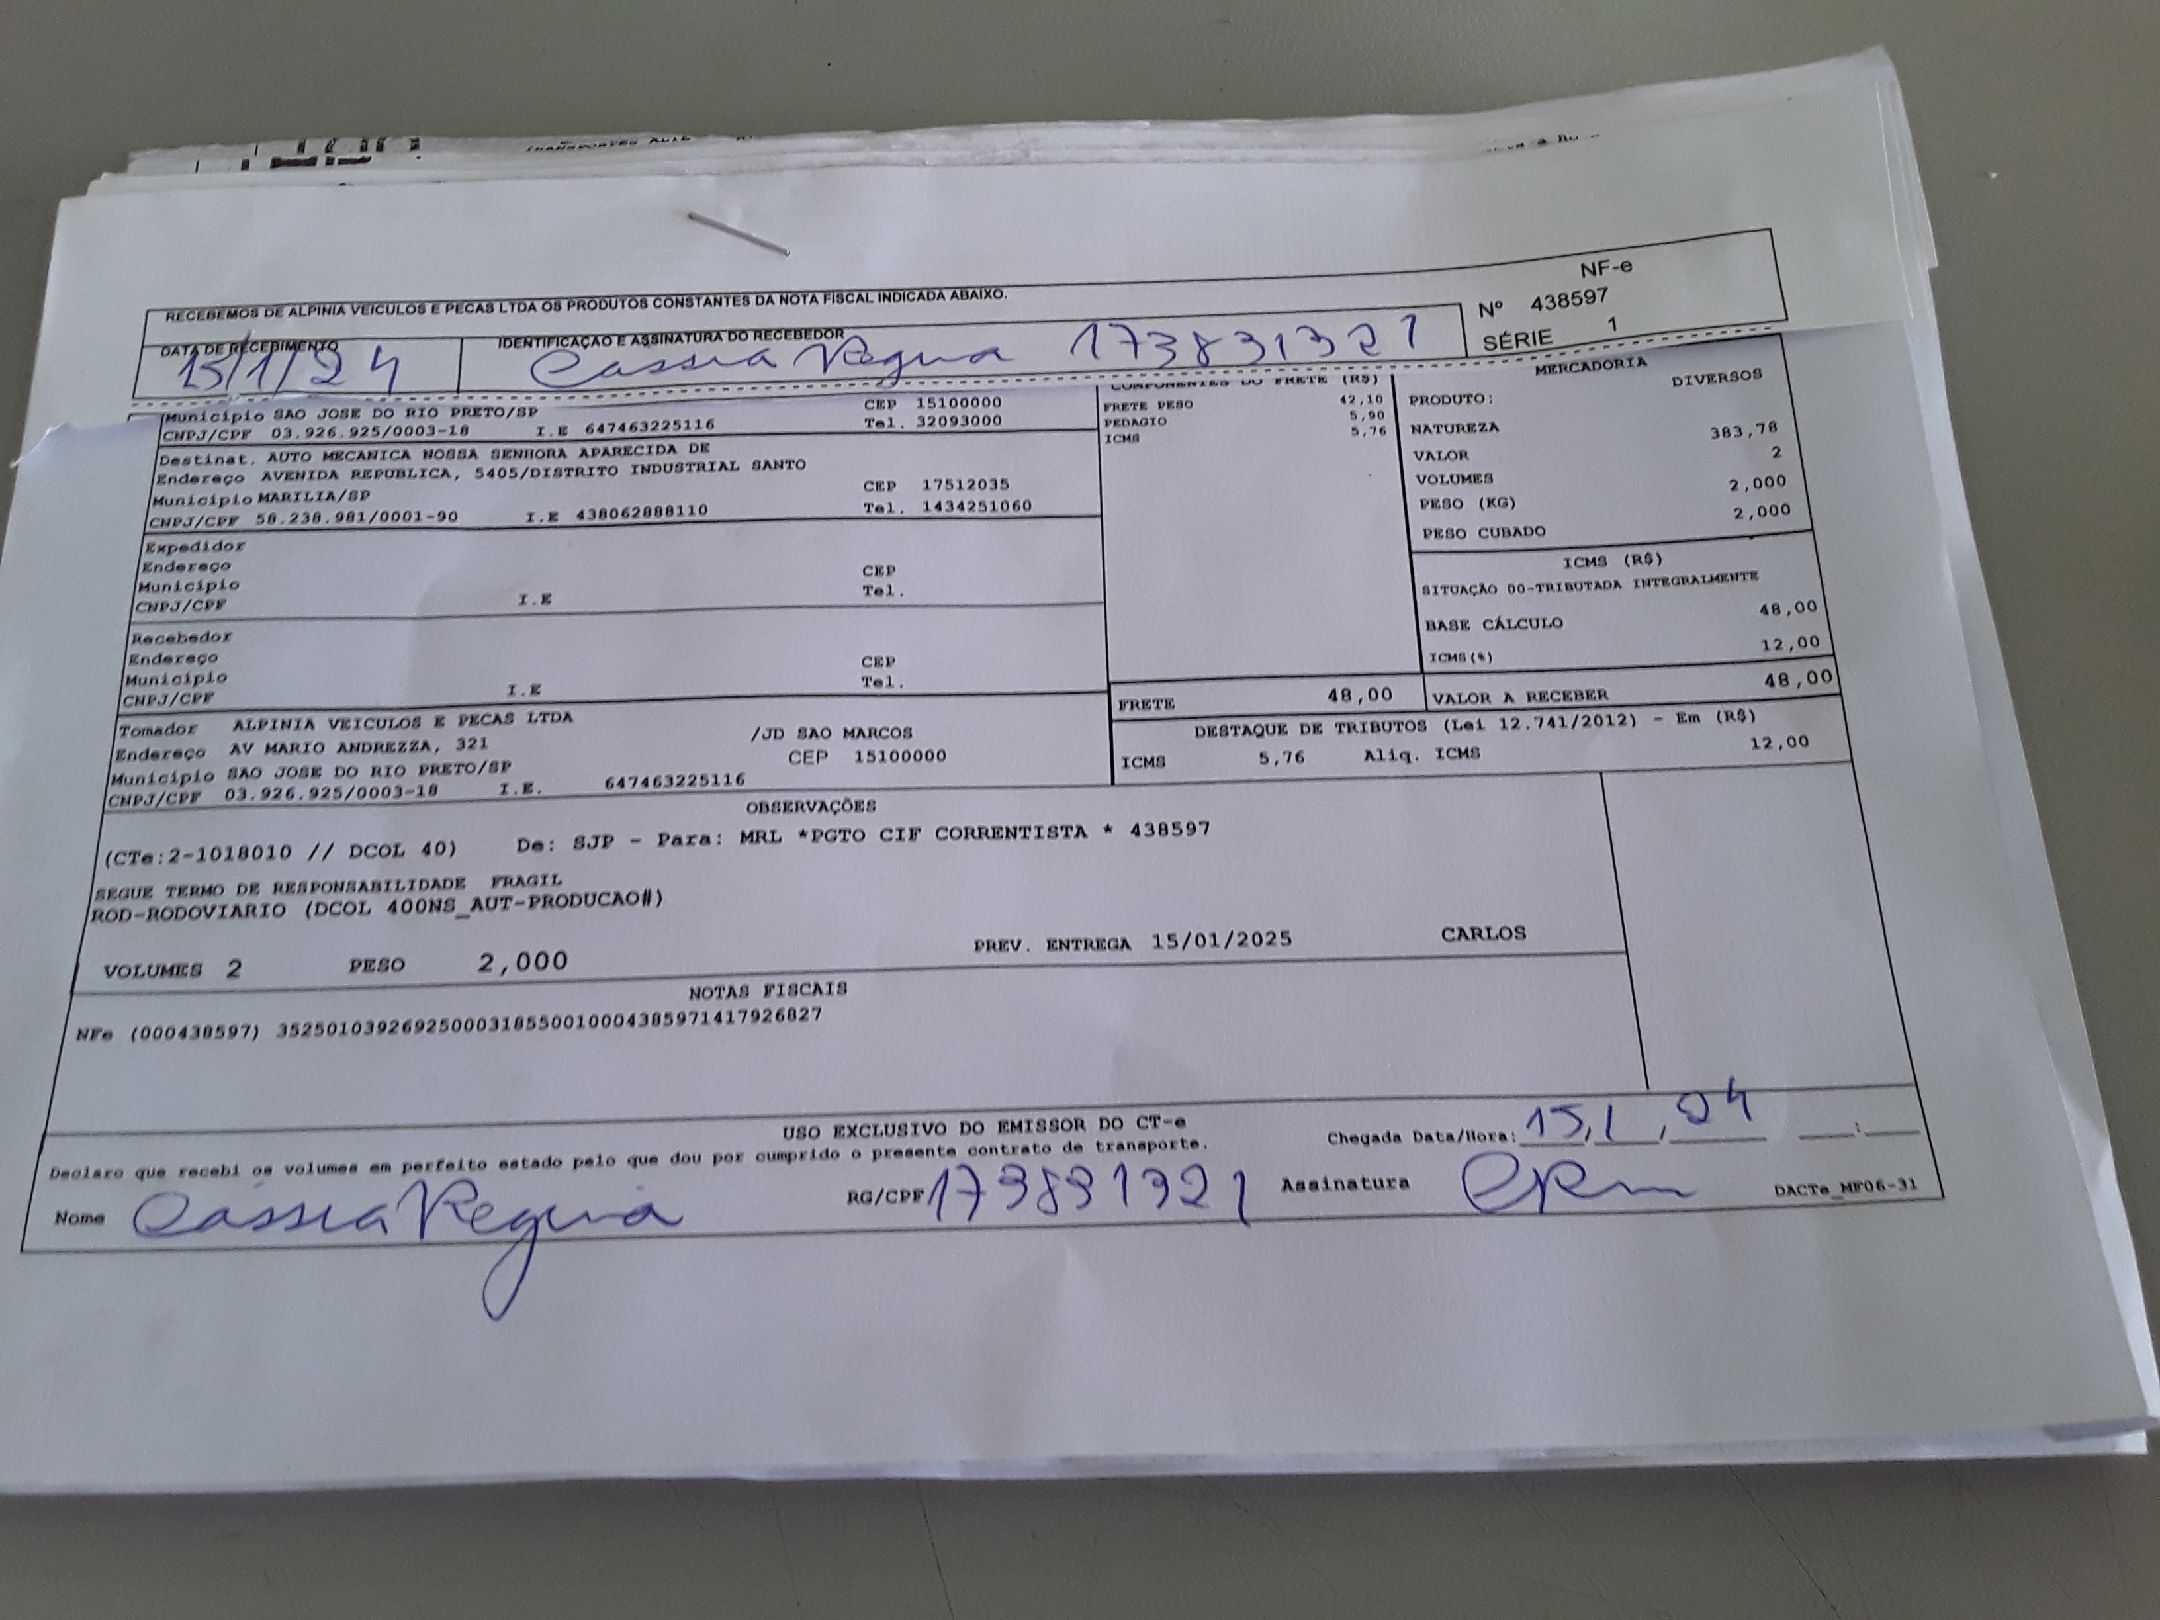 RECEBEMOS DE ALPINIA VEICULOS E PECAS LTDA OS PRODUTOS CONSTANTES DA NOTA FISCAL INDICADA ABAIXO.
NF-e
Nº 438597
SÉRIE 1
DATA DE RECEBIMENTO
15/1/24
IDENTIFICAÇAO E ASSINATURA DO RECEBEDOR
Cassia Regina 173831321
Município SAO JOSE DO RIO PRETO/SP CEP 15100000
CNPJ/CPF 03.926.925/0003-18 I.E 647463225116 Tel. 32093000
Destinat. AUTO MECANICA NOSSA SENHORA APARECIDA DE
Endereço AVENIDA REPUBLICA, 5405/DISTRITO INDUSTRIAL SANTO
Município MARILIA/SP CEP 17512035
CNPJ/CPF 58.238.981/0001-90 I.E 438062888110 Tel. 1434251060
Expedidor
Endereço
Município CEP
CNPJ/CPF I.E Tel.
Recebedor
Endereço
Município CEP
CNPJ/CPF I.E Tel.
Tomador ALPINIA VEICULOS E PECAS LTDA
Endereço AV MARIO ANDREZZA, 321 /JD SAO MARCOS
Município SAO JOSE DO RIO PRETO/SP CEP 15100000
CNPJ/CPF 03.926.925/0003-18 I.E. 647463225116
COMPONENTES DO FRETE (R$)
FRETE PESO 42,10
PEDAGIO 5,90
ICMS 5,76
MERCADORIA
PRODUTO: DIVERSOS
NATUREZA
VALOR 383,78
VOLUMES 2
PESO (KG) 2,000
PESO CUBADO 2,000
ICMS (R$)
SITUAÇÃO 00-TRIBUTADA INTEGRALMENTE
BASE CÁLCULO 48,00
ICMS(%) 12,00
FRETE 48,00
VALOR A RECEBER 48,00
DESTAQUE DE TRIBUTOS (Lei 12.741/2012) - Em (R$)
ICMS 5,76 Aliq. ICMS 12,00
OBSERVAÇÕES
(CTe:2-1018010 // DCOL 40) De: SJP - Para: MRL *PGTO CIF CORRENTISTA * 438597
SEGUE TERMO DE RESPONSABILIDADE FRAGIL
ROD-RODOVIARIO (DCOL 400NS_AUT-PRODUCAO#)
VOLUMES 2 PESO 2,000 PREV. ENTREGA 15/01/2025 CARLOS
NOTAS FISCAIS
NFe (000438597) 35250103926925000318550010004385971417926827
USO EXCLUSIVO DO EMISSOR DO CT-e
Declaro que recebi os volumes em perfeito estado pelo que dou por cumprido o presente contrato de transporte.
Chegada Data/Hora: 15/1/24 :
Nome Cassia Regina RG/CPF 173831321 Assinatura
DACTe_MF06-31